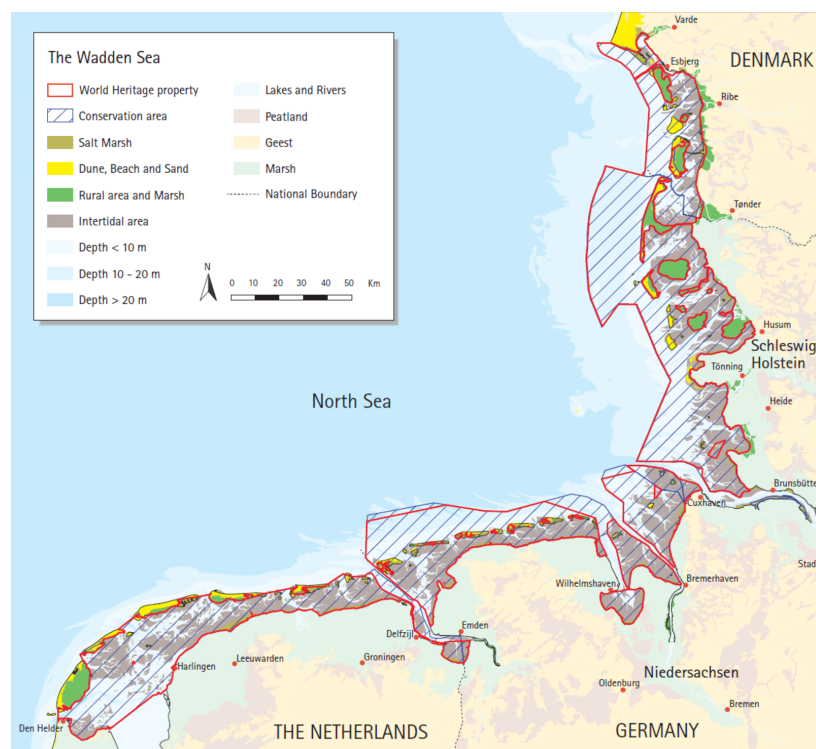 The Wadden Sea
World Heritage property
Conservation area
Salt Marsh
Dune, Beach and Sand
Rural area and Marsh
Intertidal area
Depth < 10 m
Depth 10 - 20 m
Depth > 20 m
Lakes and Rivers
Peatland
Geest
Marsh
National Boundary
N
0 10 20 30 40 50 Km
Varde
DENMARK
Esbjerg
Ribe
Tønder
Husum
Schleswig
Holstein
Tönning
Heide
North Sea
Brunsbütte
Cuxhaven
Stad
Wilhelmshaven
Bremerhaven
Delfzijl
Emden
Leeuwarden
Groningen
Harlingen
Niedersachsen
Oldenburg
Bremen
Den Helder
THE NETHERLANDS
GERMANY